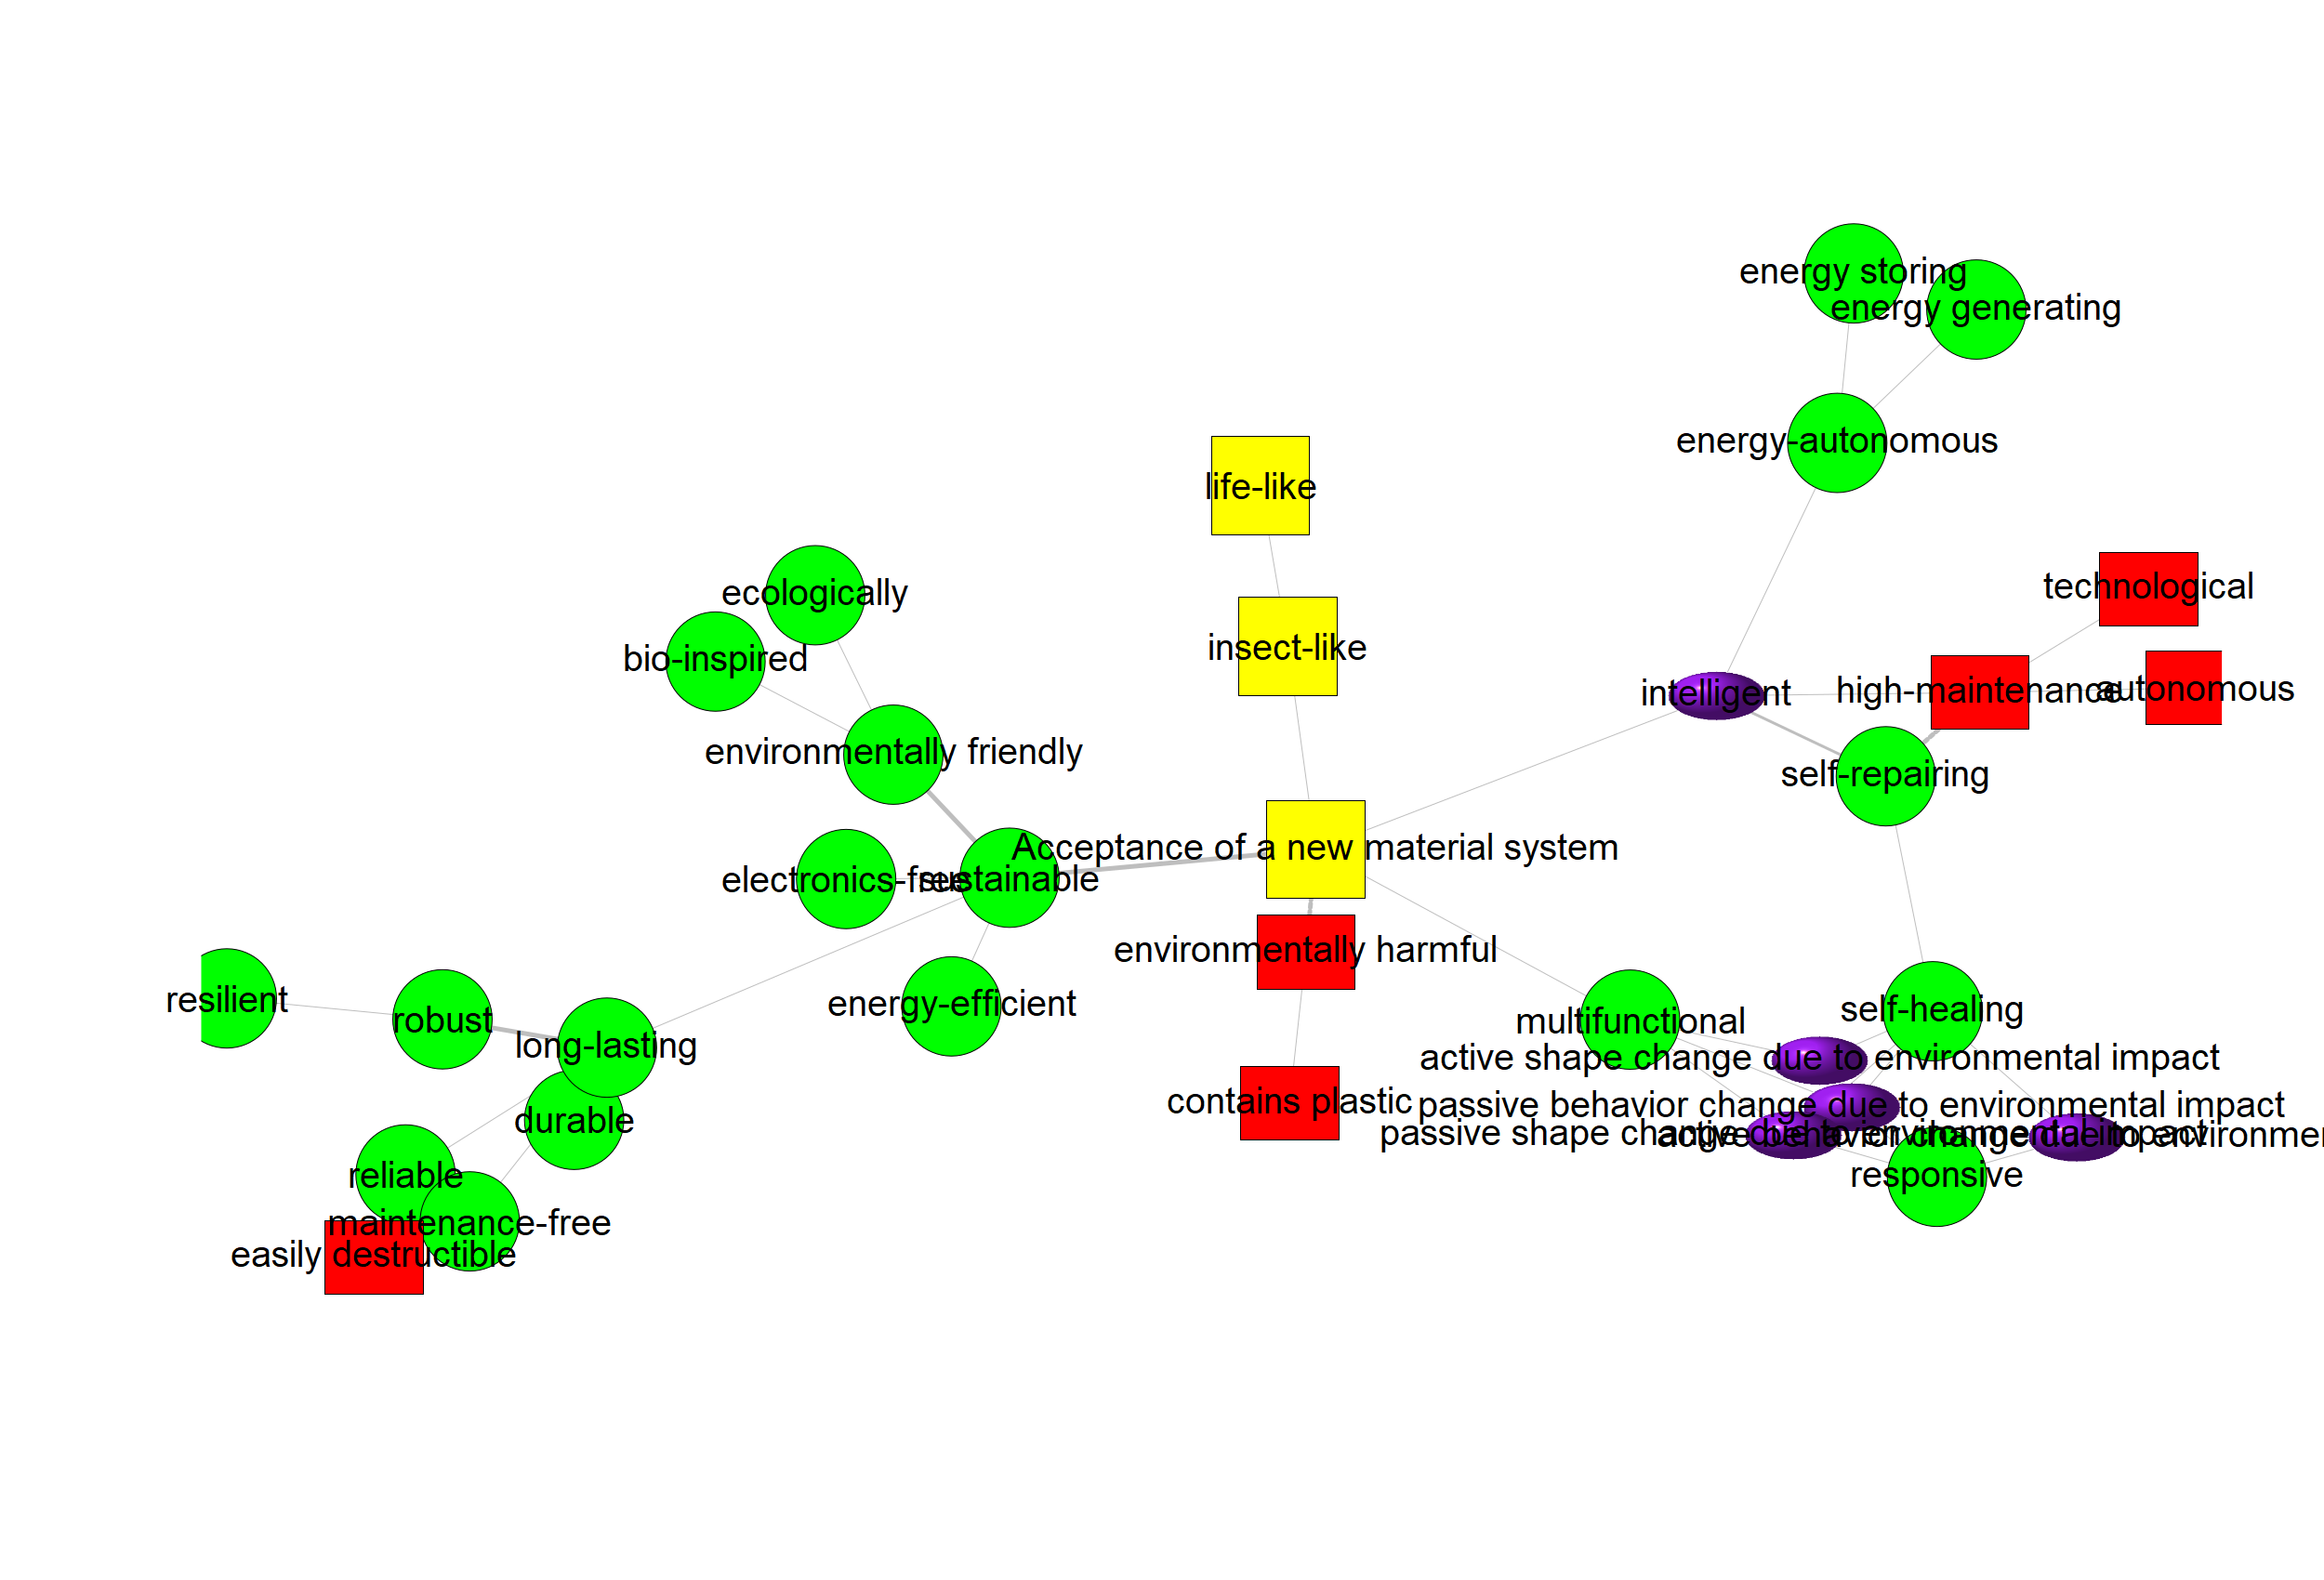 energy storing
energy generating
energy-autonomous
life-like
technological
ecologically
insect-like
bio-inspired
intelligent
high-maintenance
autonomous
environmentally friendly
self-repairing
Acceptance of a new material system
electronics-free
sustainable
environmentally harmful
resilient
energy-efficient
self-healing
robust
multifunctional
long-lasting
active shape change due to environmental impact
contains plastic
passive behavior change due to environmental impact
durable
passive shape change due to environmental impact
active behavior change due to environme
reliable
responsive
maintenance-free
easily destructible